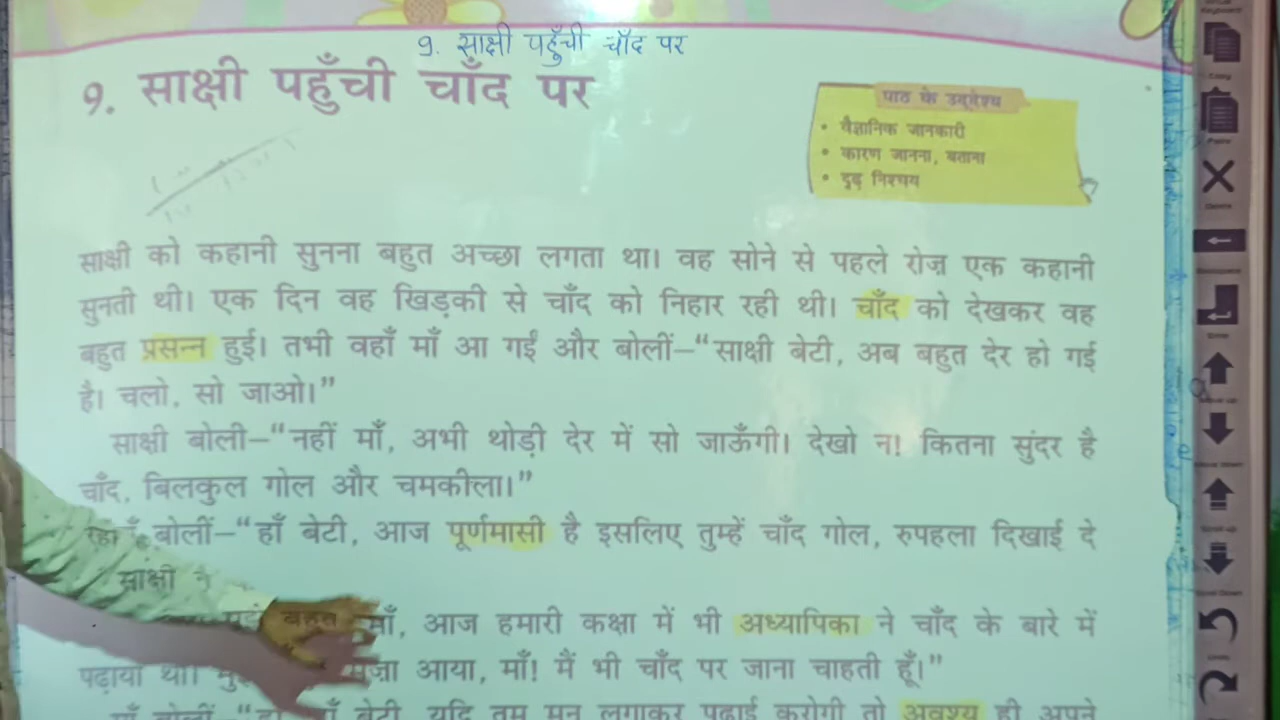 9. साक्षी पहुँची चाँद पर
9. साक्षी पहुँची चाँद पर
पाठ के उद्देश्य
• वैज्ञानिक जानकारी
• कारण जानना, बताना
• दृढ़ निश्चय
साक्षी को कहानी सुनना बहुत अच्छा लगता था। वह सोने से पहले रोज़ एक कहानी
सुनती थी। एक दिन वह खिड़की से चाँद को निहार रही थी। चाँद को देखकर वह
बहुत प्रसन्न हुई। तभी वहाँ माँ आ गईं और बोलीं–“साक्षी बेटी, अब बहुत देर हो गई
है। चलो, सो जाओ।”
साक्षी बोली–“नहीं माँ, अभी थोड़ी देर में सो जाऊँगी। देखो न! कितना सुंदर है
चाँद, बिलकुल गोल और चमकीला।”
बोलीं–“हाँ बेटी, आज पूर्णमासी है इसलिए तुम्हें चाँद गोल, रुपहला दिखाई दे
साक्षी
बहुत माँ, आज हमारी कक्षा में भी अध्यापिका ने चाँद के बारे में
पढ़ाया था। मज़ा आया, माँ! मैं भी चाँद पर जाना चाहती हूँ।”
माँ बोलीं–“हाँ बेटी, यदि तुम मन लगाकर पढ़ाई करोगी तो अवश्य ही अपने